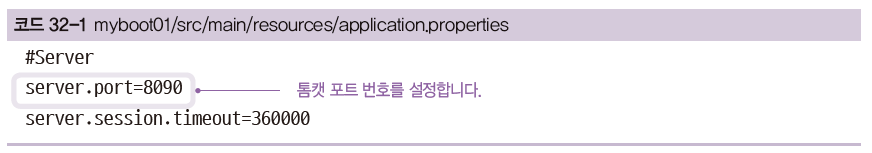 코드 32-1 myboot01/src/main/resources/application.properties
#Server
server.port=8090 톰캣 포트 번호를 설정합니다.
server.session.timeout=360000